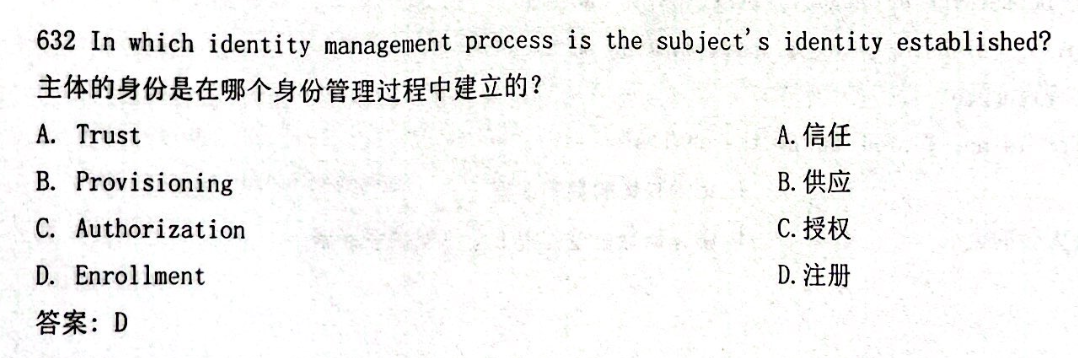 632 In which identity management process is the subject's identity established?
主体的身份是在哪个身份管理过程中建立的?
A. Trust A.信任
B. Provisioning B.供应
C. Authorization C.授权
D. Enrollment D.注册
答案: D